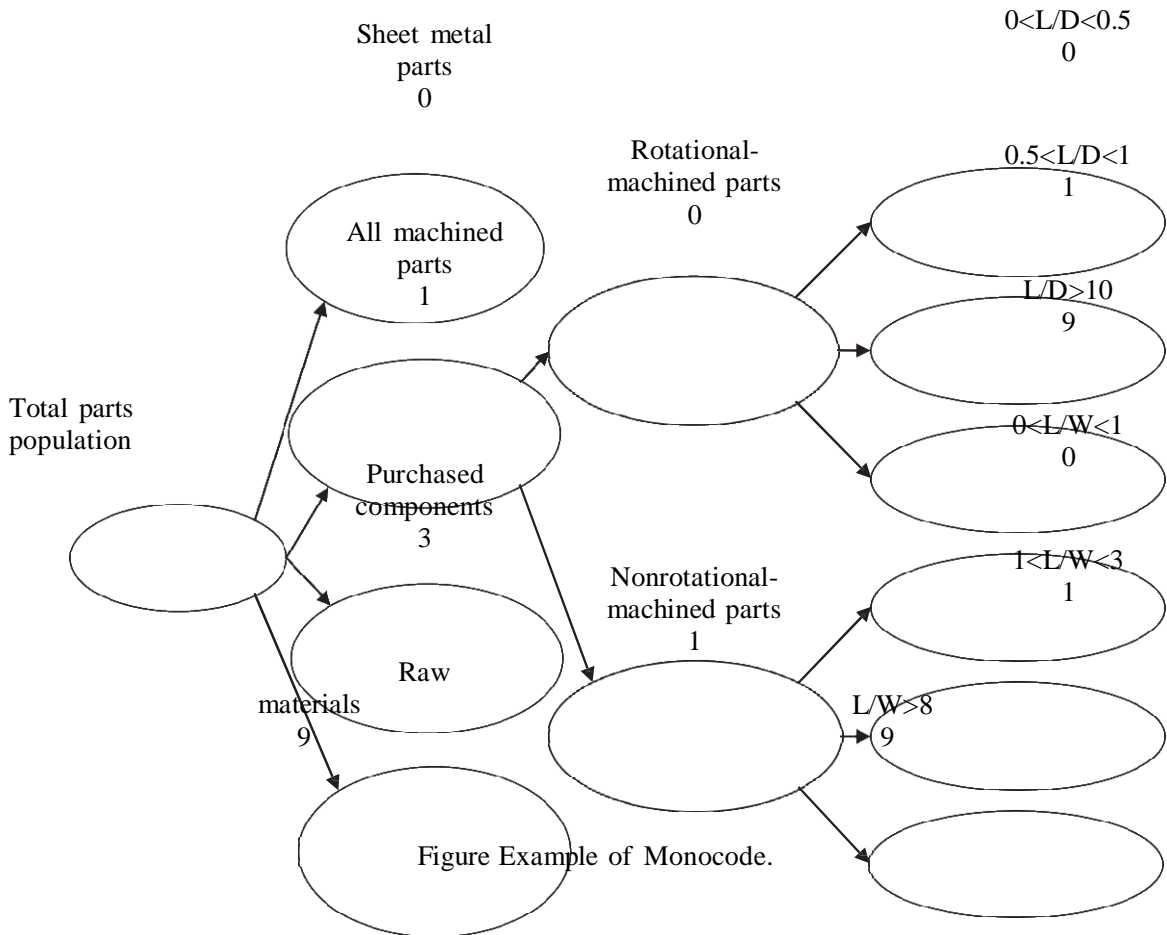 Sheet metal
parts
0
0<L/D<0.5
0
Rotational-
machined parts
0
0.5<L/D<1
1
All machined
parts
1
L/D>10
9
Total parts
population
0<L/W<1
0
Purchased
components
3
Nonrotational-
machined parts
1
1<L/W<3
1
Raw
materials
9
L/W>8
9
Figure Example of Monocode.